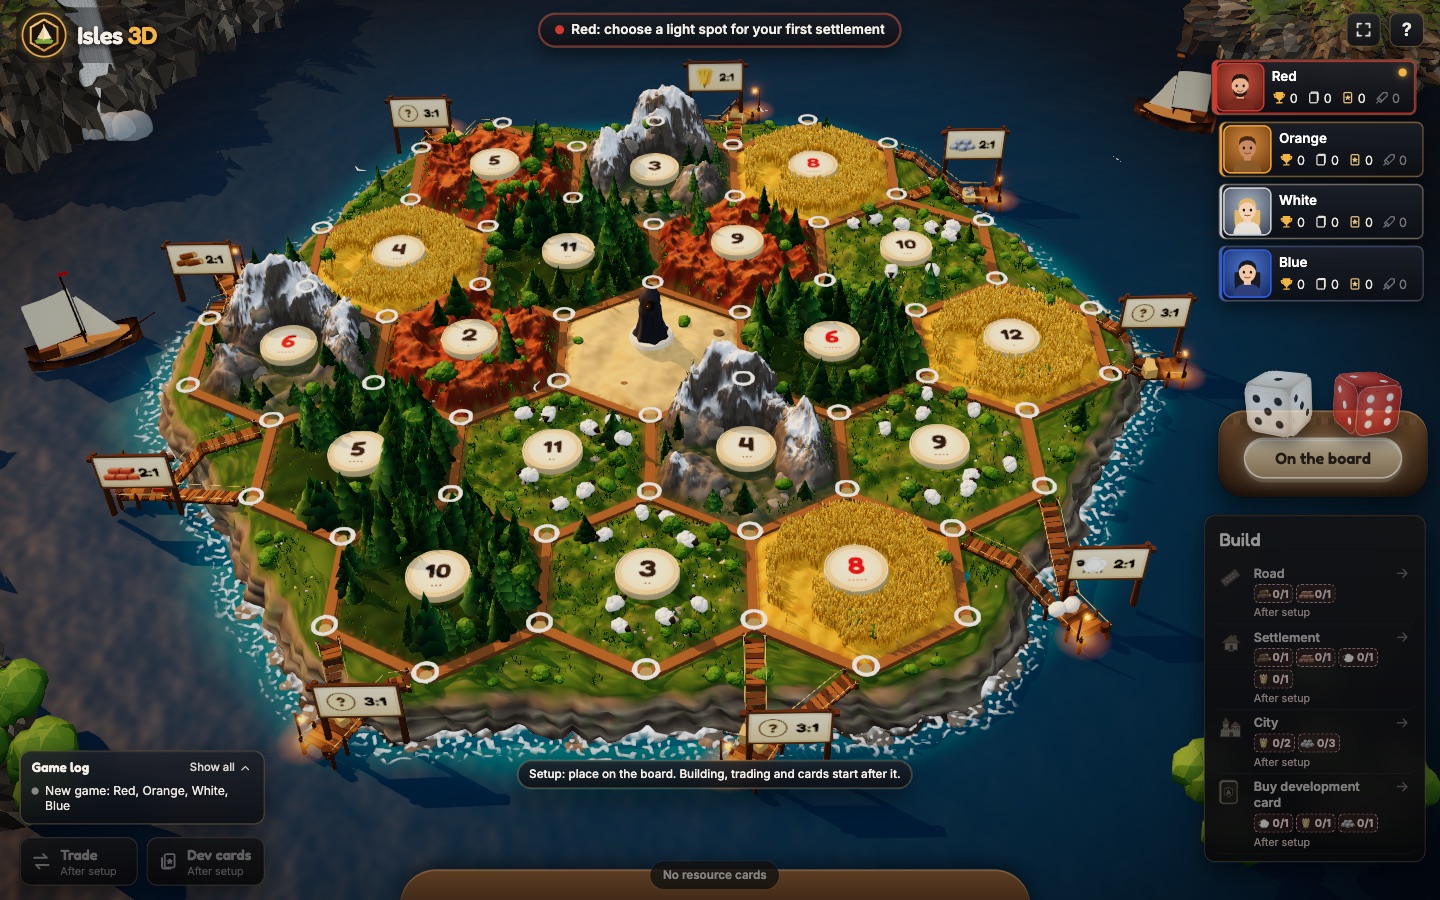 Isles 3D
Red: choose a light spot for your first settlement
?
Red
0 0 0 0
Orange
0 0 0 0
White
0 0 0 0
Blue
0 0 0 0
2:1
? 3:1
2:1
5
3
8
4
11
9
10
2:1
? 3:1
6
2
6
12
5
11
4
9
2:1
10
3
8
2:1
? 3:1
? 3:1
On the board
Build
Road
0/1 0/1
After setup
Settlement
0/1 0/1 0/1
0/1
After setup
City
0/2 0/3
After setup
Buy development
card
0/1 0/1 0/1
After setup
Setup: place on the board. Building, trading and cards start after it.
Game log
Show all
New game: Red, Orange, White,
Blue
Trade
After setup
Dev cards
After setup
No resource cards